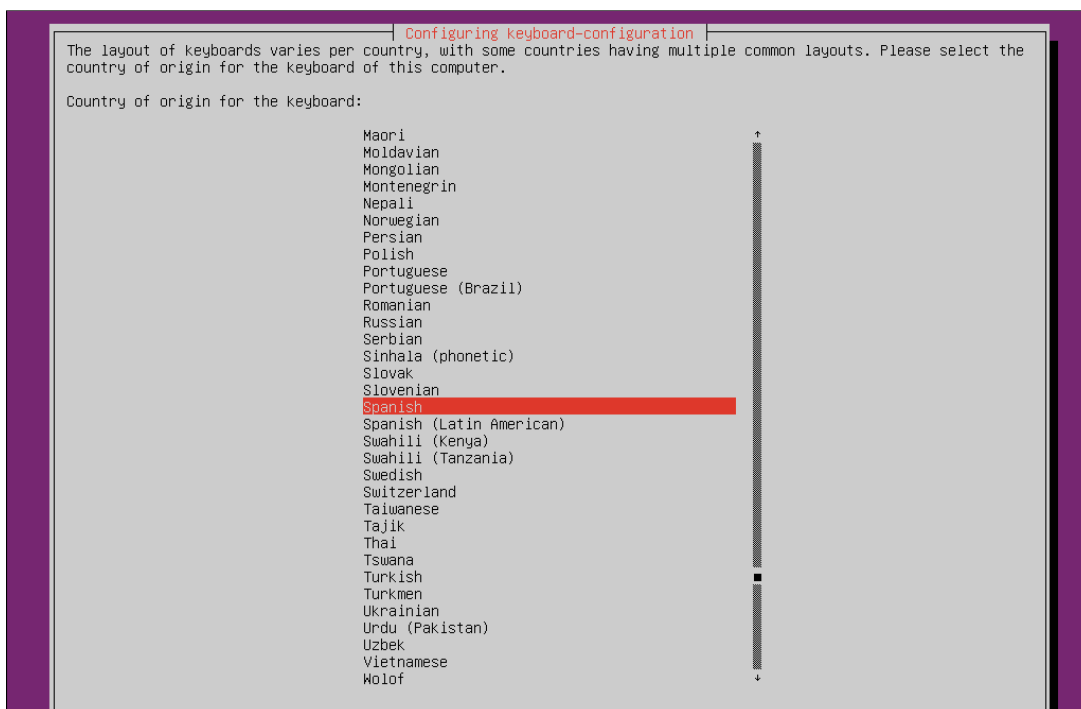 Configuring keyboard-configuration
The layout of keyboards varies per country, with some countries having multiple common layouts. Please select the
country of origin for the keyboard of this computer.
Country of origin for the keyboard:
Maori
Moldavian
Mongolian
Montenegrin
Nepali
Norwegian
Persian
Polish
Portuguese
Portuguese (Brazil)
Romanian
Russian
Serbian
Sinhala (phonetic)
Slovak
Slovenian
Spanish
Spanish (Latin American)
Swahili (Kenya)
Swahili (Tanzania)
Swedish
Switzerland
Taiwanese
Tajik
Thai
Tswana
Turkish
Turkmen
Ukrainian
Urdu (Pakistan)
Uzbek
Vietnamese
Wolof